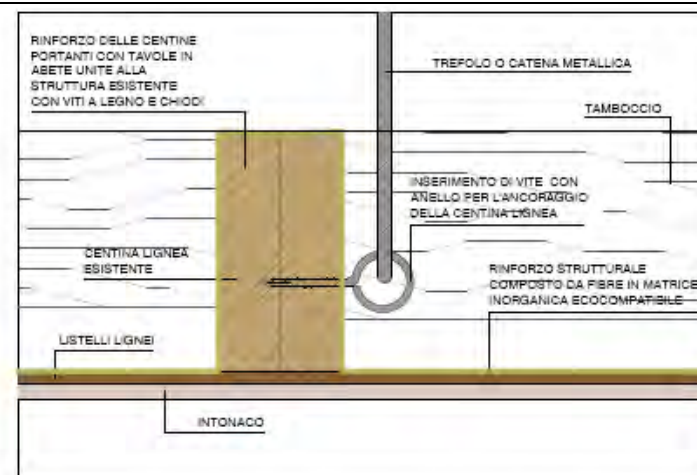 RINFORZO DELLE CENTINE
PORTANTI CON TAVOLE IN
ABETE UNITE ALLA
STRUTTURA ESISTENTE
CON VITI A LEGNO E CHIODI
TREFOLO O CATENA METALLICA
TAMBOCCIO
INSERIMENTO DI VITE CON
ANELLO PER L'ANCORAGGIO
DELLA CENTINA LIGNEA
CENTINA LIGNEA
ESISTENTE
RINFORZO STRUTTURALE
COMPOSTO DA FIBRE IN MATRICE
INORGANICA ECOCOMPATIBILE
LISTELLI LIGNEI
INTONACO